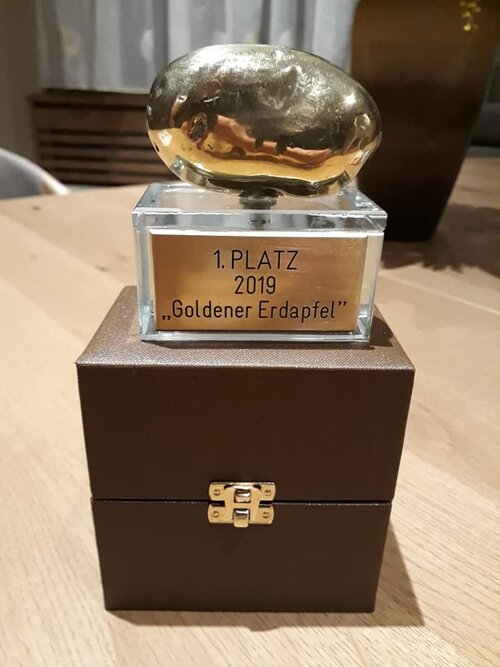 1. PLATZ
2019
„Goldener Erdapfel”